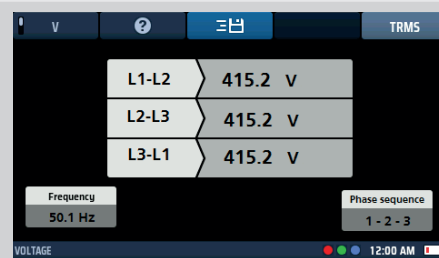 V ? TRMS
L1-L2 415.2 V
L2-L3 415.2 V
L3-L1 415.2 V
Frequency
50.1 Hz
Phase sequence
1 - 2 - 3
VOLTAGE 12:00 AM